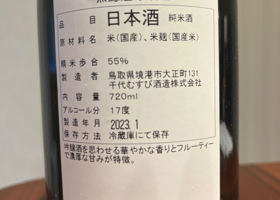 品目 日本酒 純米酒
原材料名 米(国産)、米麹(国産米)
精米歩合 55%
製造者 鳥取県境港市大正町131
千代むすび酒造株式会社
内容量 720ml
アルコール分 17度
製造年月 2023.1
保存方法 冷蔵庫にて保存
吟醸酒を思わせる華やかな香りとフルーティー
で濃厚な甘みが特徴。